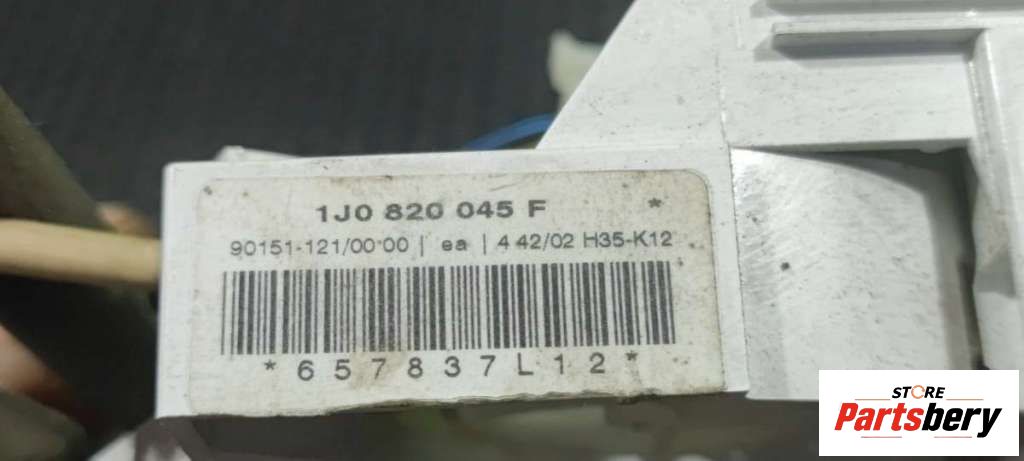 1J0 820 045 F *
90151-121/00 00 | ea | 4 42/02 H35-K12
*657837L12*
STORE
Partsbery